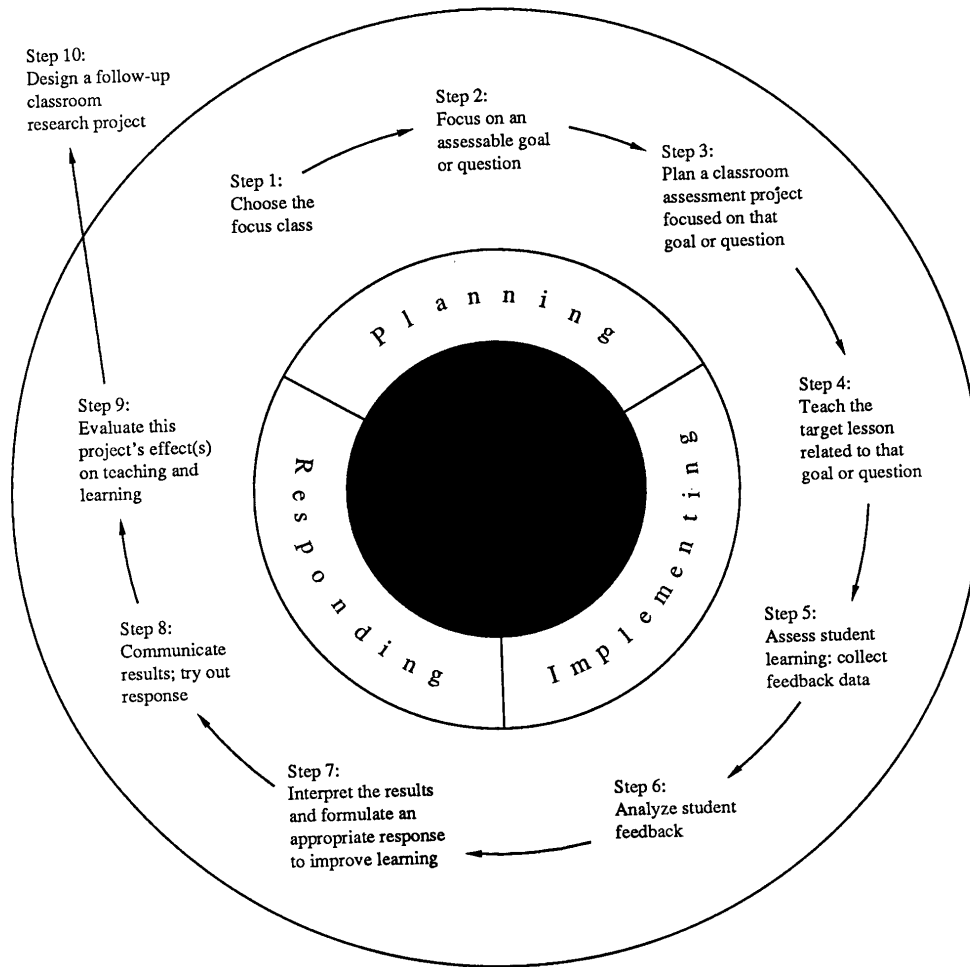 Step 1:
Choose the
focus class
Step 2:
Focus on an
assessable goal
or question
Step 3:
Plan a classroom
assessment project
focused on that
goal or question
Step 4:
Teach the
target lesson
related to that
goal or question
Step 5:
Assess student
learning: collect
feedback data
Step 6:
Analyze student
feedback
Step 7:
Interpret the results
and formulate an
appropriate response
to improve learning
Step 8:
Communicate
results; try out
response
Step 9:
Evaluate this
project's effect(s)
on teaching and
learning
Step 10:
Design a follow-up
classroom
research project
Planning
Implementing
Responding